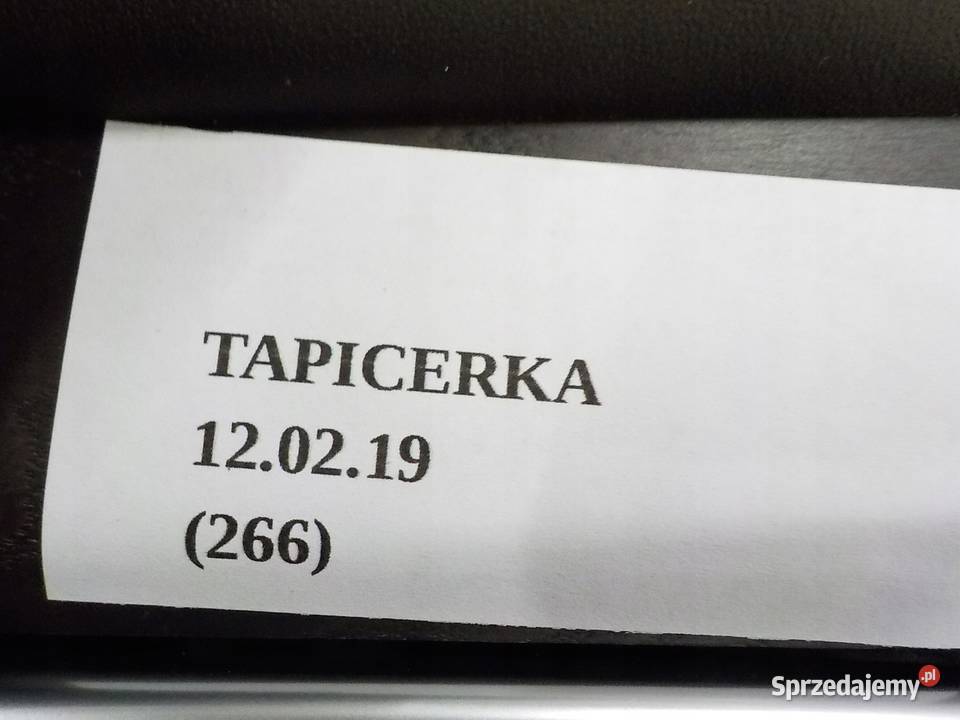 TAPICERKA
12.02.19
(266)
Sprzedajemy.pl